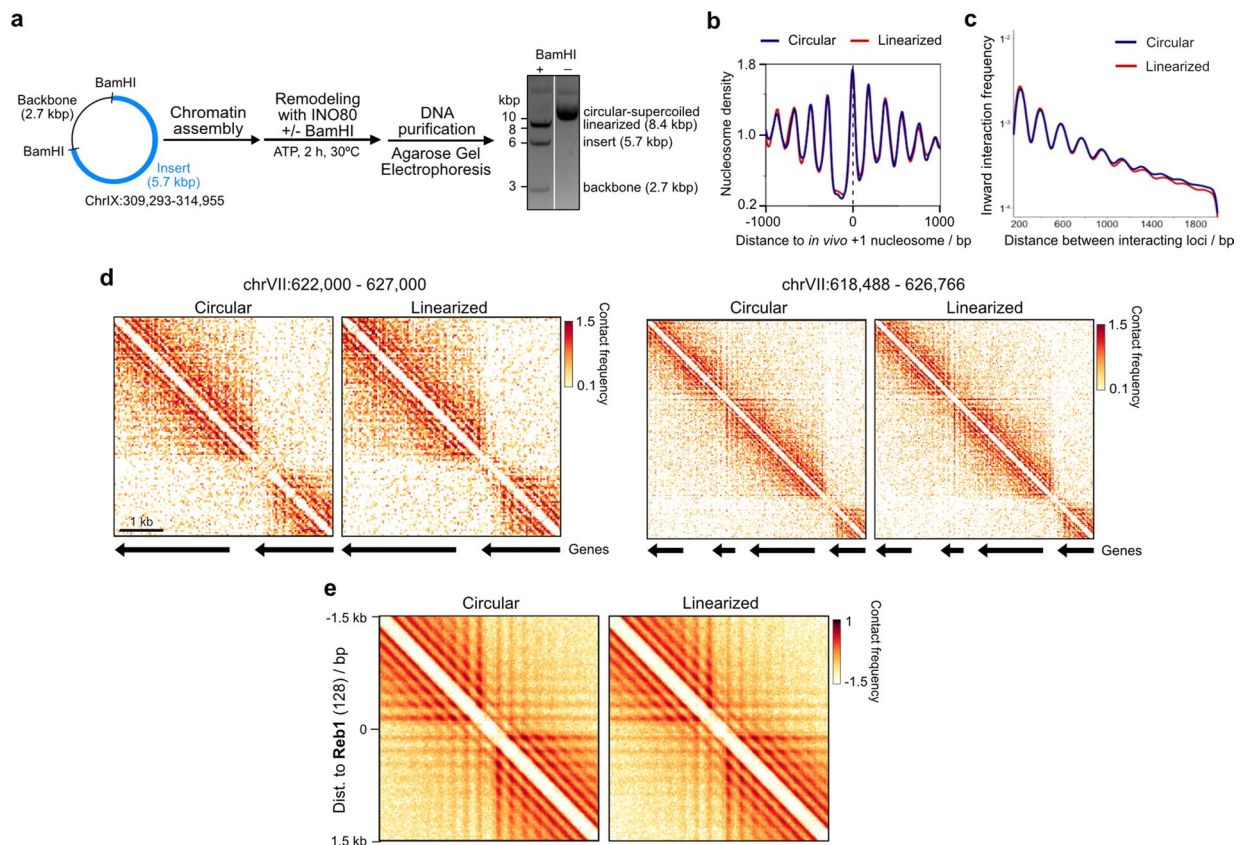 a
BamHI
Backbone
(2.7 kbp)
BamHI
Insert
(5.7 kbp)
ChrIX:309,293-314,955
Chromatin
assembly
Remodeling
with INO80
+/- BamHI
ATP, 2 h, 30ºC
DNA
purification
Agarose Gel
Electrophoresis
BamHI
+ –
kbp
10
8
6
3
circular-supercoiled
linearized (8.4 kbp)
insert (5.7 kbp)
backbone (2.7 kbp)
b
Circular Linearized
Nucleosome density
1.8
1.0
0.2
-1000 0 1000
Distance to in vivo +1 nucleosome / bp
c
Inward interaction frequency
1-2
1-3
1-4
Circular
Linearized
200 600 1000 1400 1800
Distance between interacting loci / bp
d
chrVII:622,000 - 627,000
Circular Linearized
1.5
0.1
Contact frequency
1 kb
Genes
chrVII:618,488 - 626,766
Circular Linearized
1.5
0.1
Contact frequency
Genes
e
Circular Linearized
-1.5 kb
0
1.5 kb
Dist. to Reb1 (128) / bp
1
-1.5
Contact frequency